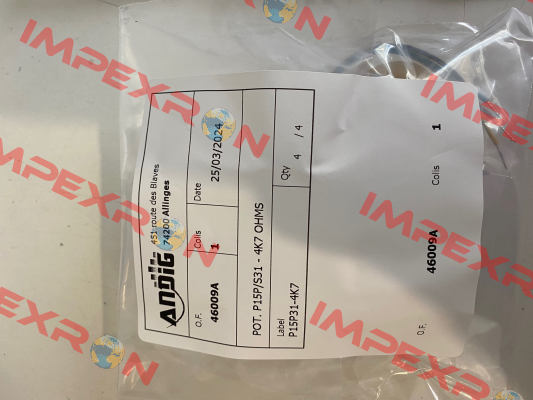 ANDIG
451 route des Blaves
74200 Allinges
O.F.
46009A
Colis
1
Date
25/03/2024
POT. P15P/S31 - 4K7 OHMS
Label
P15P31-4K7
Qty
4 / 4
O.F.
46009A
Colis
1
IMPEXRON
IMPEXRON
IMPEXRON
IMPEXRON
IMPEXRON